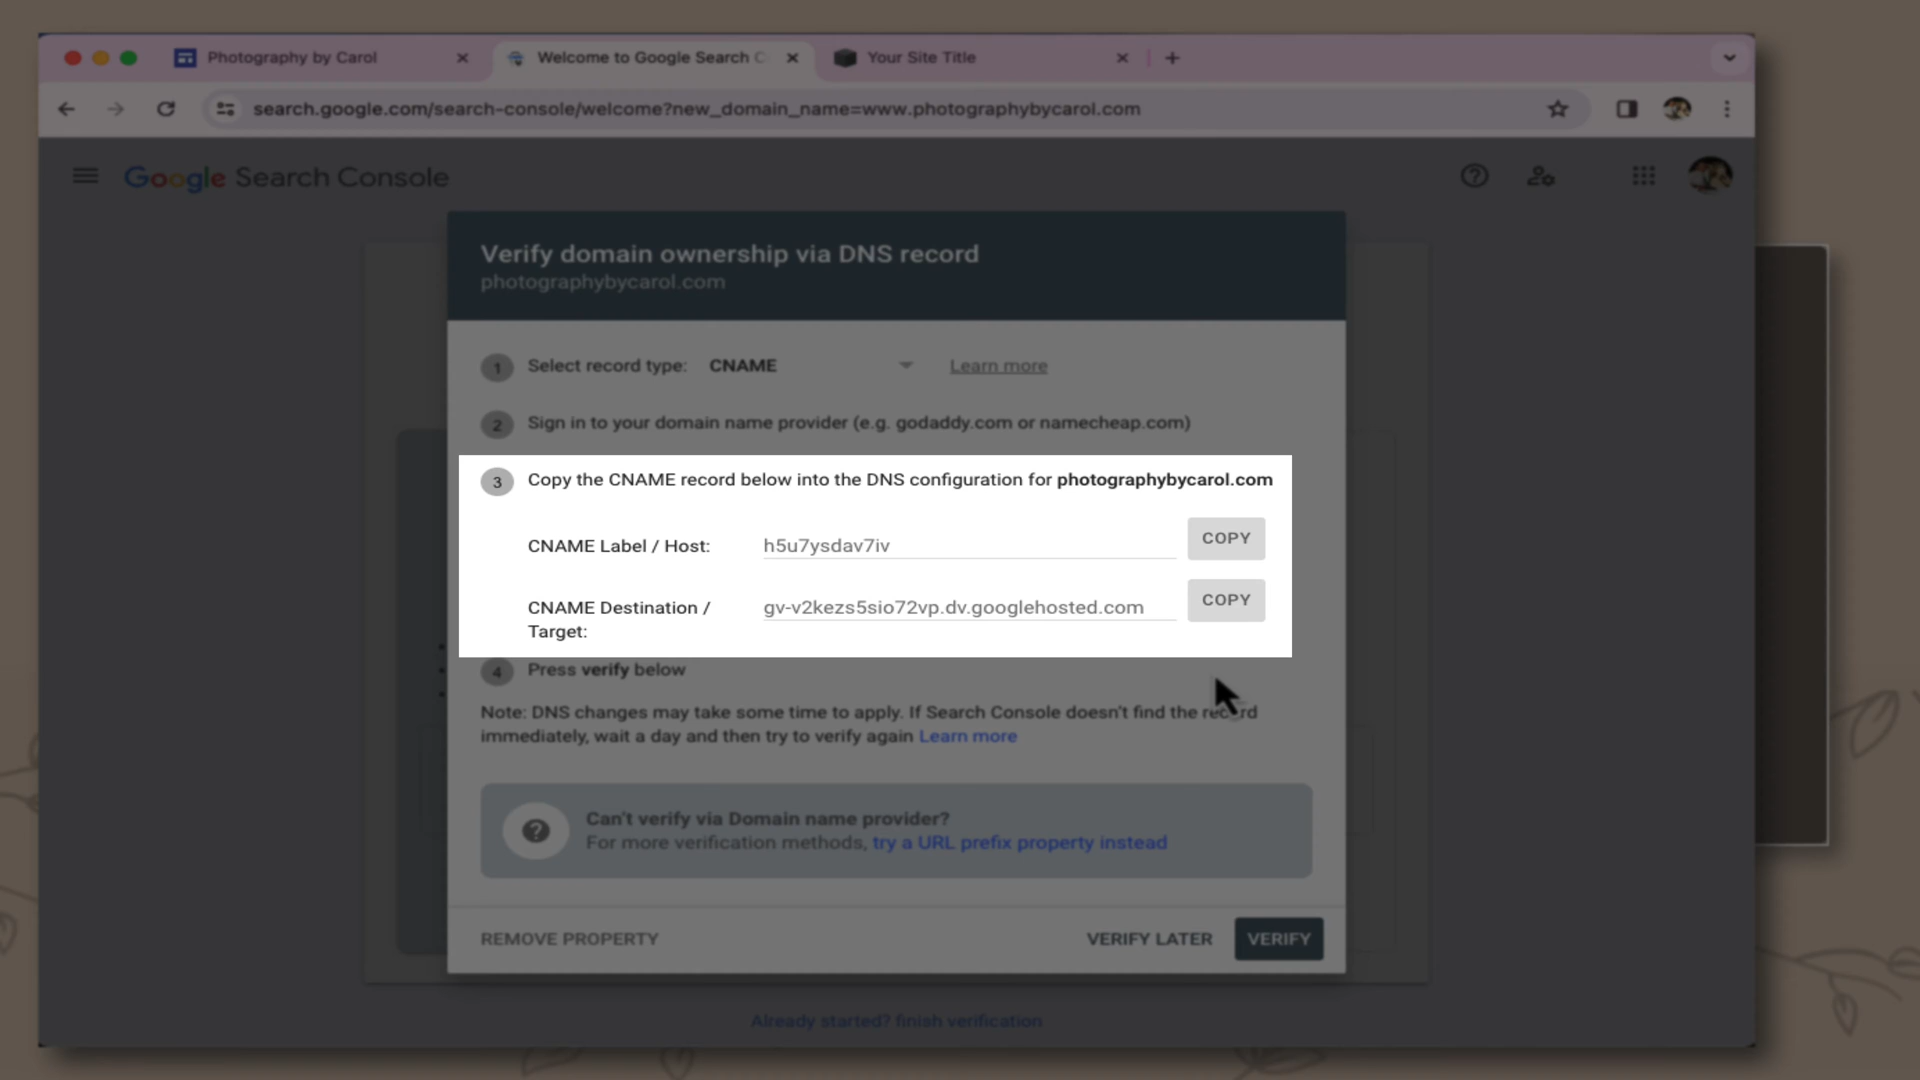 Photography by Carol
Welcome to Google Search C
Your Site Title
search.google.com/search-console/welcome?new_domain_name=www.photographybycarol.com
Google Search Console
Verify domain ownership via DNS record
photographybycarol.com
1 Select record type: CNAME Learn more
2 Sign in to your domain name provider (e.g. godaddy.com or namecheap.com)
3 Copy the CNAME record below into the DNS configuration for photographybycarol.com
CNAME Label / Host: h5u7ysdav7iv COPY
CNAME Destination / gv-v2kezs5sio72vp.dv.googlehosted.com COPY
Target:
4 Press verify below
Note: DNS changes may take some time to apply. If Search Console doesn't find the record
immediately, wait a day and then try to verify again Learn more
Can't verify via Domain name provider?
For more verification methods, try a URL prefix property instead
REMOVE PROPERTY VERIFY LATER VERIFY
Already started? finish verification